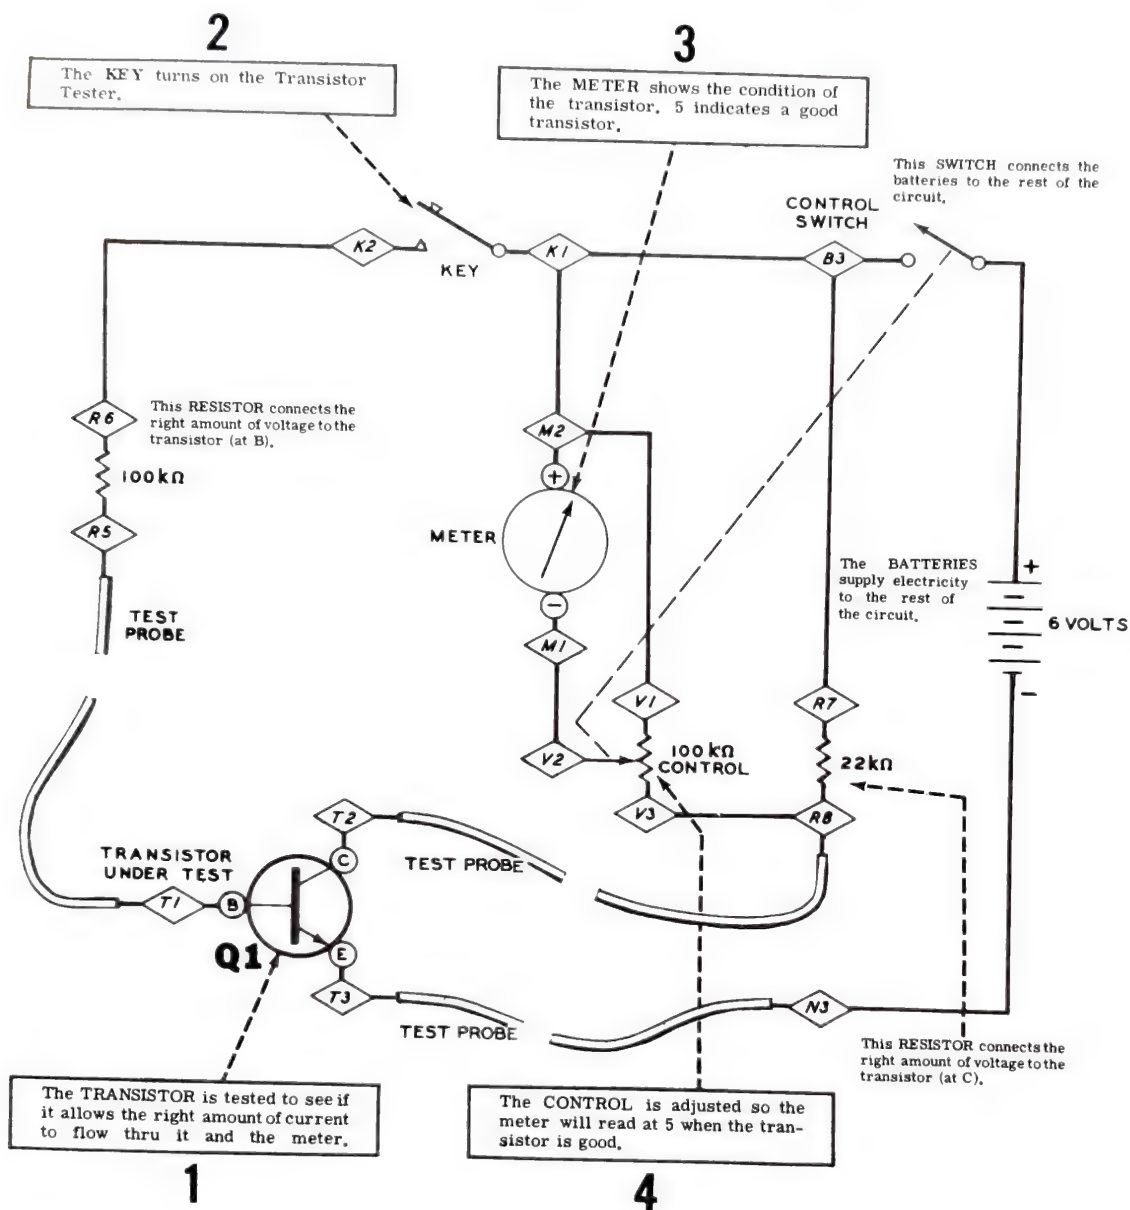 2
The KEY turns on the Transistor
Tester.
3
The METER shows the condition of
the transistor. 5 indicates a good
transistor.
This SWITCH connects the
batteries to the rest of the
circuit.
CONTROL
SWITCH
K2
KEY
K1
B3
R6
This RESISTOR connects the
right amount of voltage to the
transistor (at B).
100kΩ
R5
TEST
PROBE
M2
+
METER
−
M1
The BATTERIES
supply electricity
to the rest of
the circuit.
+
6 VOLTS
−
V1
R7
V2
100kΩ
CONTROL
22kΩ
V3
R8
T2
C
TEST PROBE
TRANSISTOR
UNDER TEST
T1
B
Q1
E
T3
TEST PROBE
N3
This RESISTOR connects the
right amount of voltage to the
transistor (at C).
The TRANSISTOR is tested to see if
it allows the right amount of current
to flow thru it and the meter.
1
The CONTROL is adjusted so the
meter will read at 5 when the tran-
sistor is good.
4